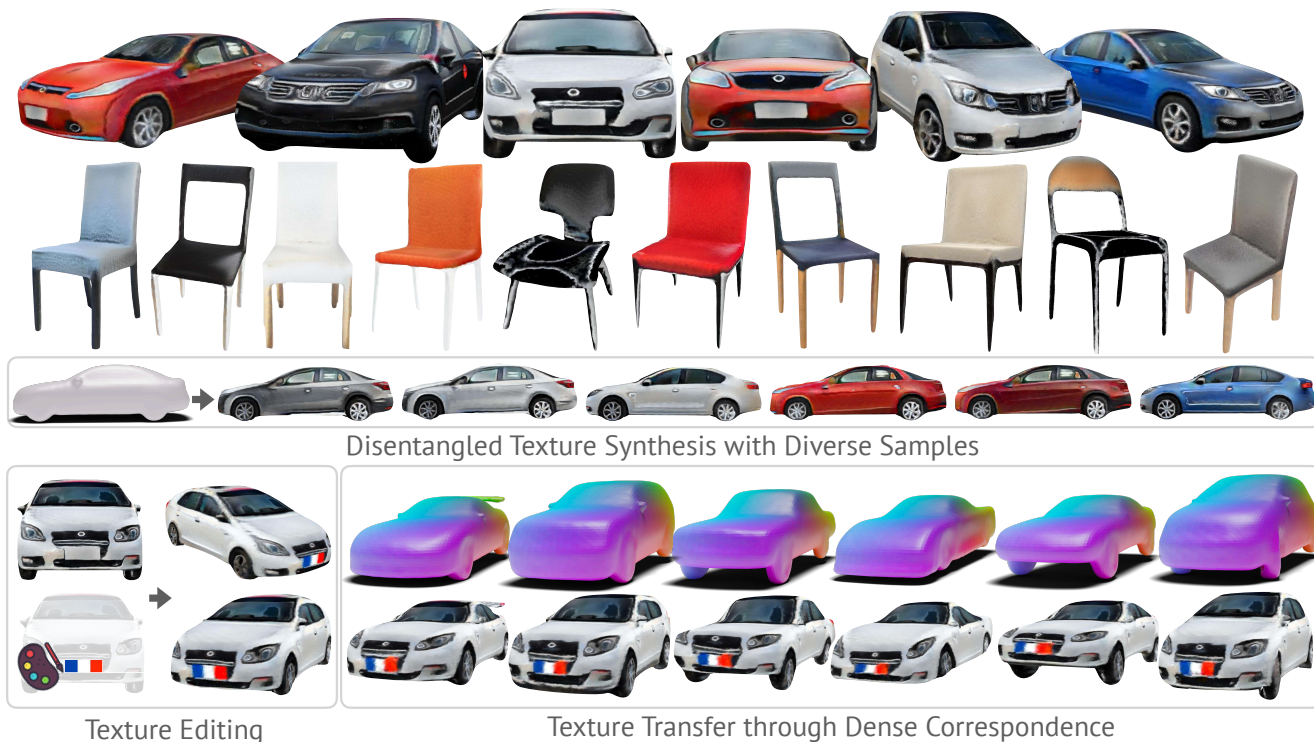 Disentangled Texture Synthesis with Diverse Samples
Texture Editing
Texture Transfer through Dense Correspondence